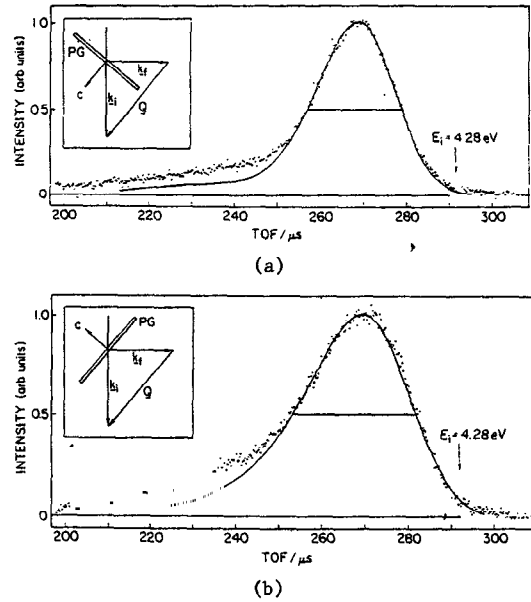 PG
c
k_i
k_f
Q
INTENSITY (arb units)
1.0
0.5
0
E_i = 4.28 eV
200 220 240 260 280 300
TOF/μs
(a)
PG
c
k_i
k_f
Q
INTENSITY (arb units)
1.0
0.5
0
E_i = 4.28 eV
200 220 240 260 280 300
TOF/μs
(b)